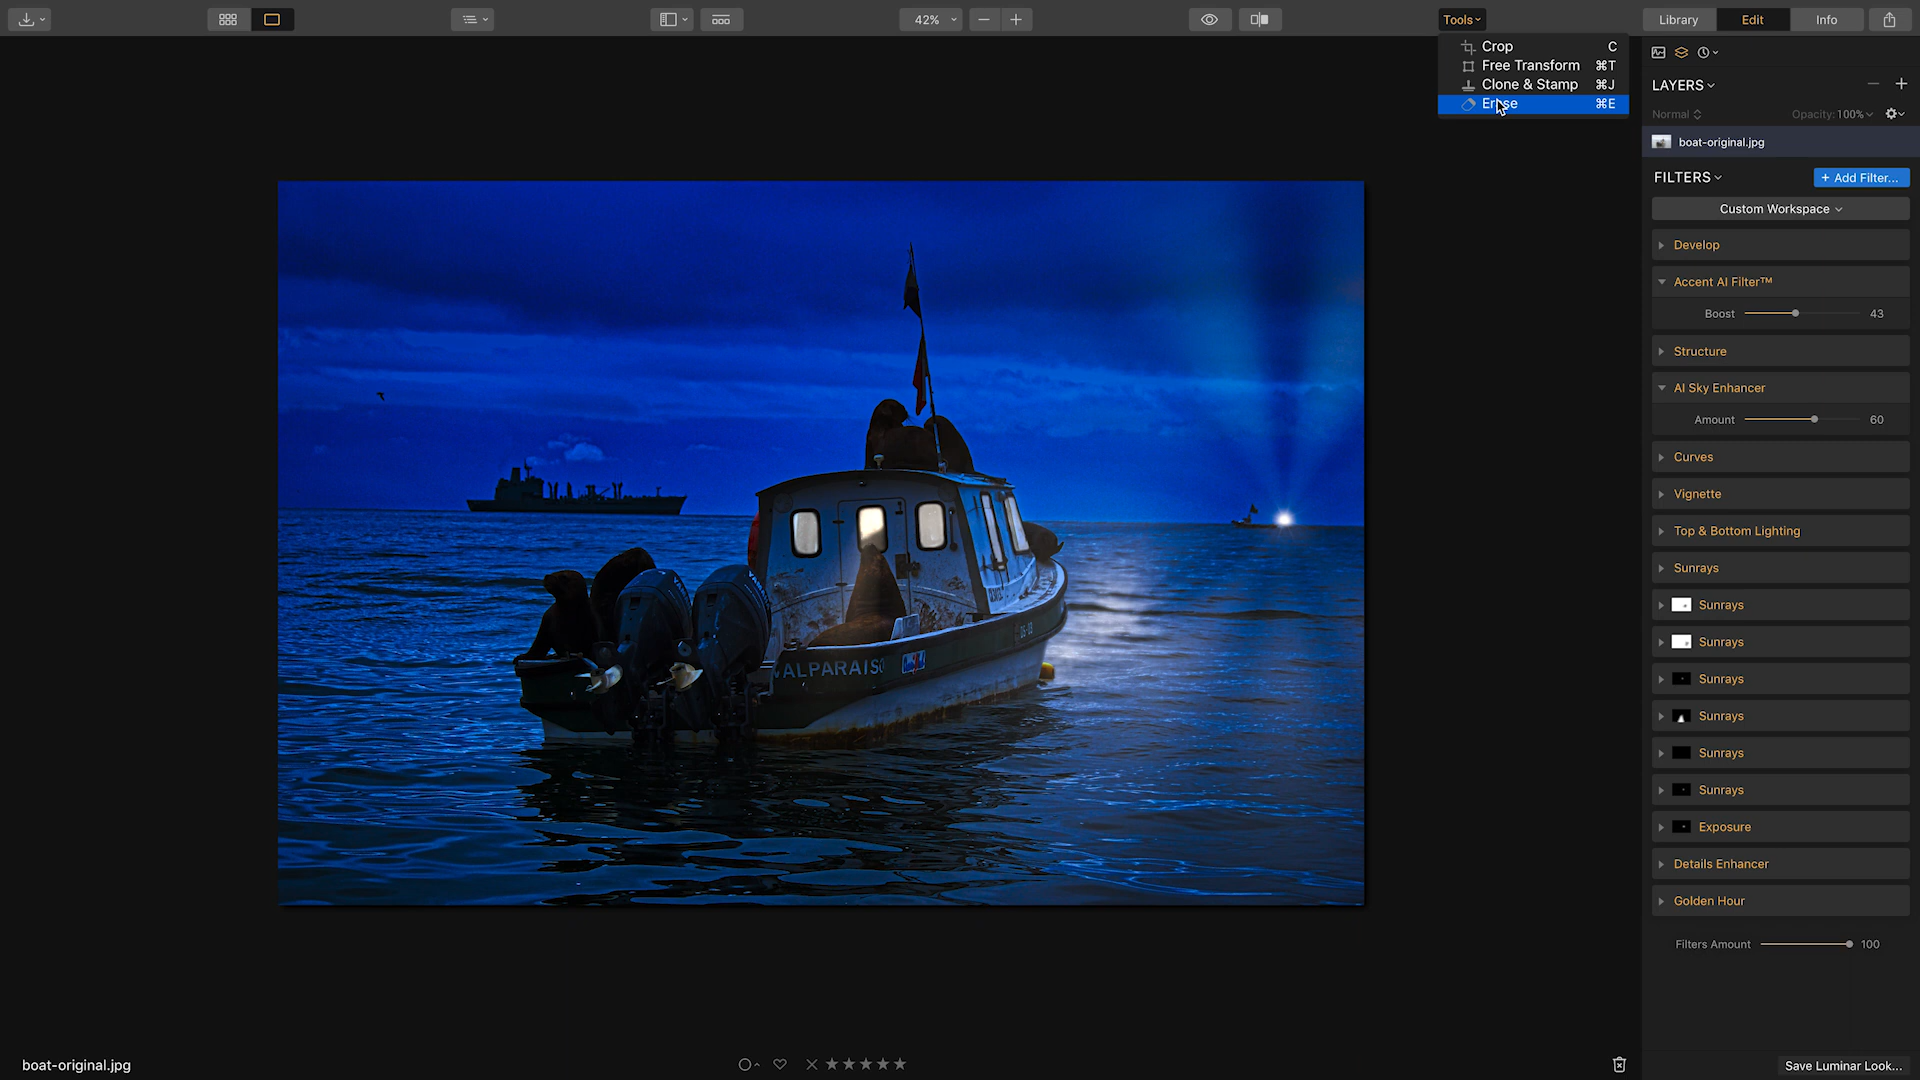 42%
Tools
Library
Edit
Info
Crop C
Free Transform ⌘T
Clone & Stamp ⌘J
Erase ⌘E
LAYERS
Normal
Opacity: 100%
boat-original.jpg
FILTERS
+ Add Filter...
Custom Workspace
Develop
Accent AI Filter™
Boost 43
Structure
AI Sky Enhancer
Amount 60
Curves
Vignette
Top & Bottom Lighting
Sunrays
Sunrays
Sunrays
Sunrays
Sunrays
Sunrays
Sunrays
Exposure
Details Enhancer
Golden Hour
Filters Amount 100
YAMAHA
VALPARAISO
boat-original.jpg
Save Luminar Look...